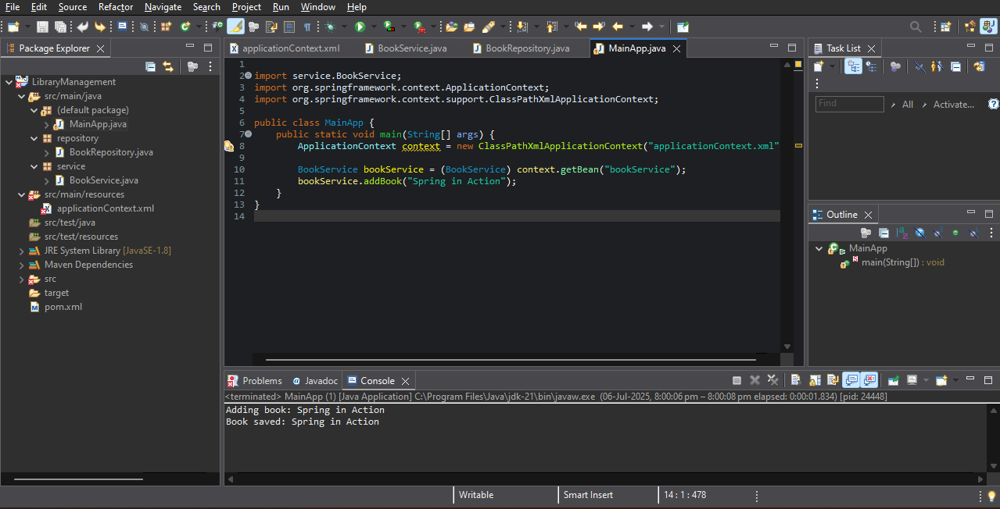 File Edit Source Refactor Navigate Search Project Run Window Help
Package Explorer
LibraryManagement
src/main/java
(default package)
MainApp.java
repository
BookRepository.java
service
BookService.java
src/main/resources
applicationContext.xml
src/test/java
src/test/resources
JRE System Library [JavaSE-1.8]
Maven Dependencies
src
target
pom.xml
applicationContext.xml BookService.java BookRepository.java MainApp.java
1
2 import service.BookService;
3 import org.springframework.context.ApplicationContext;
4 import org.springframework.context.support.ClassPathXmlApplicationContext;
5
6 public class MainApp {
7 public static void main(String[] args) {
8 ApplicationContext context = new ClassPathXmlApplicationContext("applicationContext.xml"
9
10 BookService bookService = (BookService) context.getBean("bookService");
11 bookService.addBook("Spring in Action");
12 }
13 }
14
Task List
Find All Activate...
Outline
MainApp
main(String[]) : void
Problems Javadoc Console
<terminated> MainApp (1) [Java Application] C:\Program Files\Java\jdk-21\bin\javaw.exe (06-Jul-2025, 8:00:06 pm – 8:00:08 pm elapsed: 0:00:01.834) [pid: 24448]
Adding book: Spring in Action
Book saved: Spring in Action
Writable Smart Insert 14 : 1 : 478